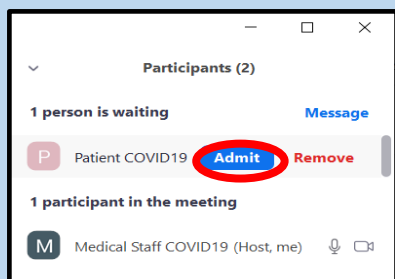 Participants (2)
1 person is waiting Message
P Patient COVID19 Admit Remove
1 participant in the meeting
M Medical Staff COVID19 (Host, me)